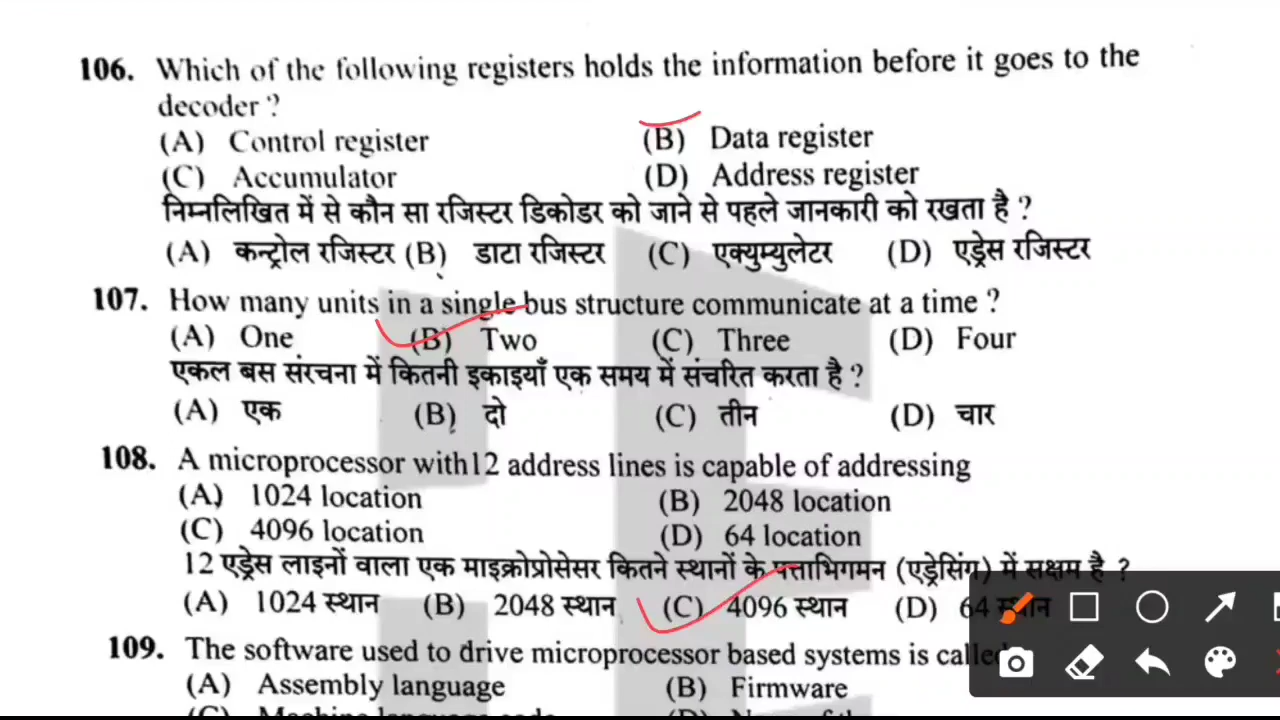 106. Which of the following registers holds the information before it goes to the
decoder ?
(A) Control register (B) Data register
(C) Accumulator (D) Address register
निम्नलिखित में से कौन सा रजिस्टर डिकोडर को जाने से पहले जानकारी को रखता है ?
(A) कन्ट्रोल रजिस्टर (B) डाटा रजिस्टर (C) एक्युम्युलेटर (D) एड्रेस रजिस्टर
107. How many units in a single bus structure communicate at a time ?
(A) One (B) Two (C) Three (D) Four
एकल बस संरचना में कितनी इकाइयाँ एक समय में संचरित करता है ?
(A) एक (B) दो (C) तीन (D) चार
108. A microprocessor with12 address lines is capable of addressing
(A) 1024 location (B) 2048 location
(C) 4096 location (D) 64 location
12 एड्रेस लाइनों वाला एक माइक्रोप्रोसेसर कितने स्थानों के पत्ताभिगमन (एड्रेसिंग) में सक्षम है ?
(A) 1024 स्थान (B) 2048 स्थान (C) 4096 स्थान (D) 64 स्थान
109. The software used to drive microprocessor based systems is called
(A) Assembly language (B) Firmware